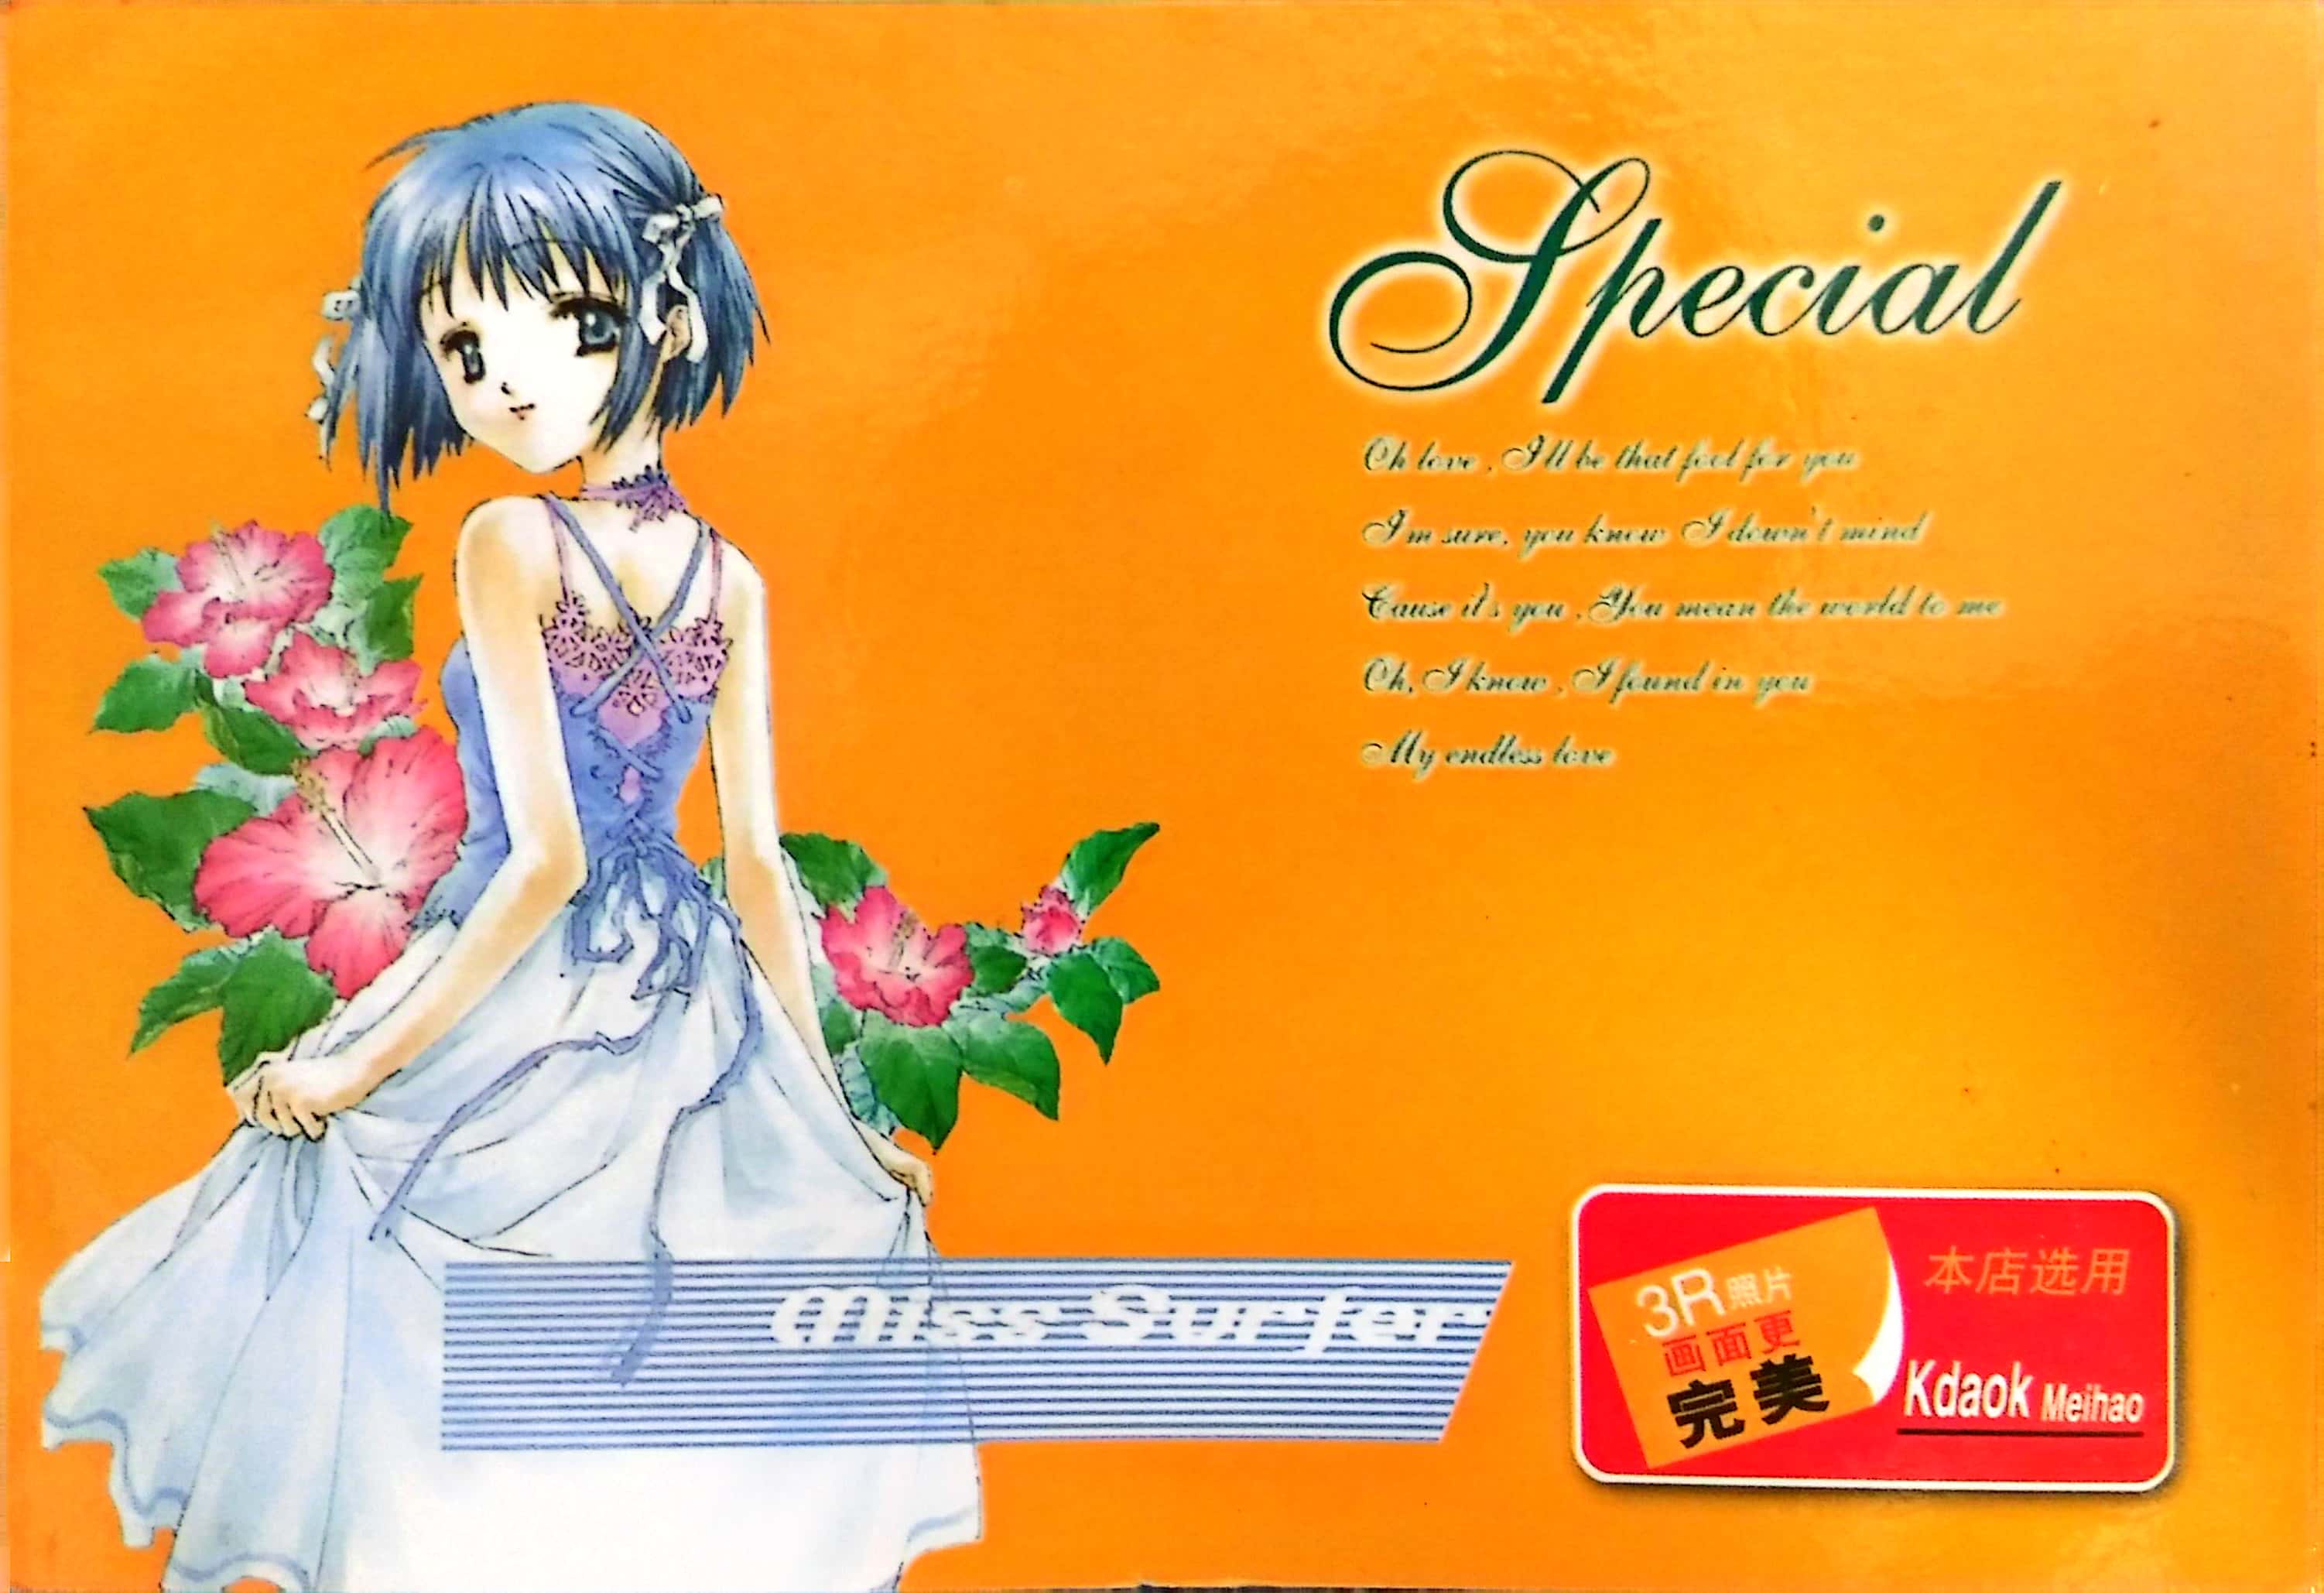 Special
Oh love , I'll be that fool for you
I'm sure, you know I down't mind
Cause it's you , You mean the world to me
Oh, I know , I found in you
My endless love
Miss Surfer
3R照片
画面更
完美
本店选用
Kdaok Meihao